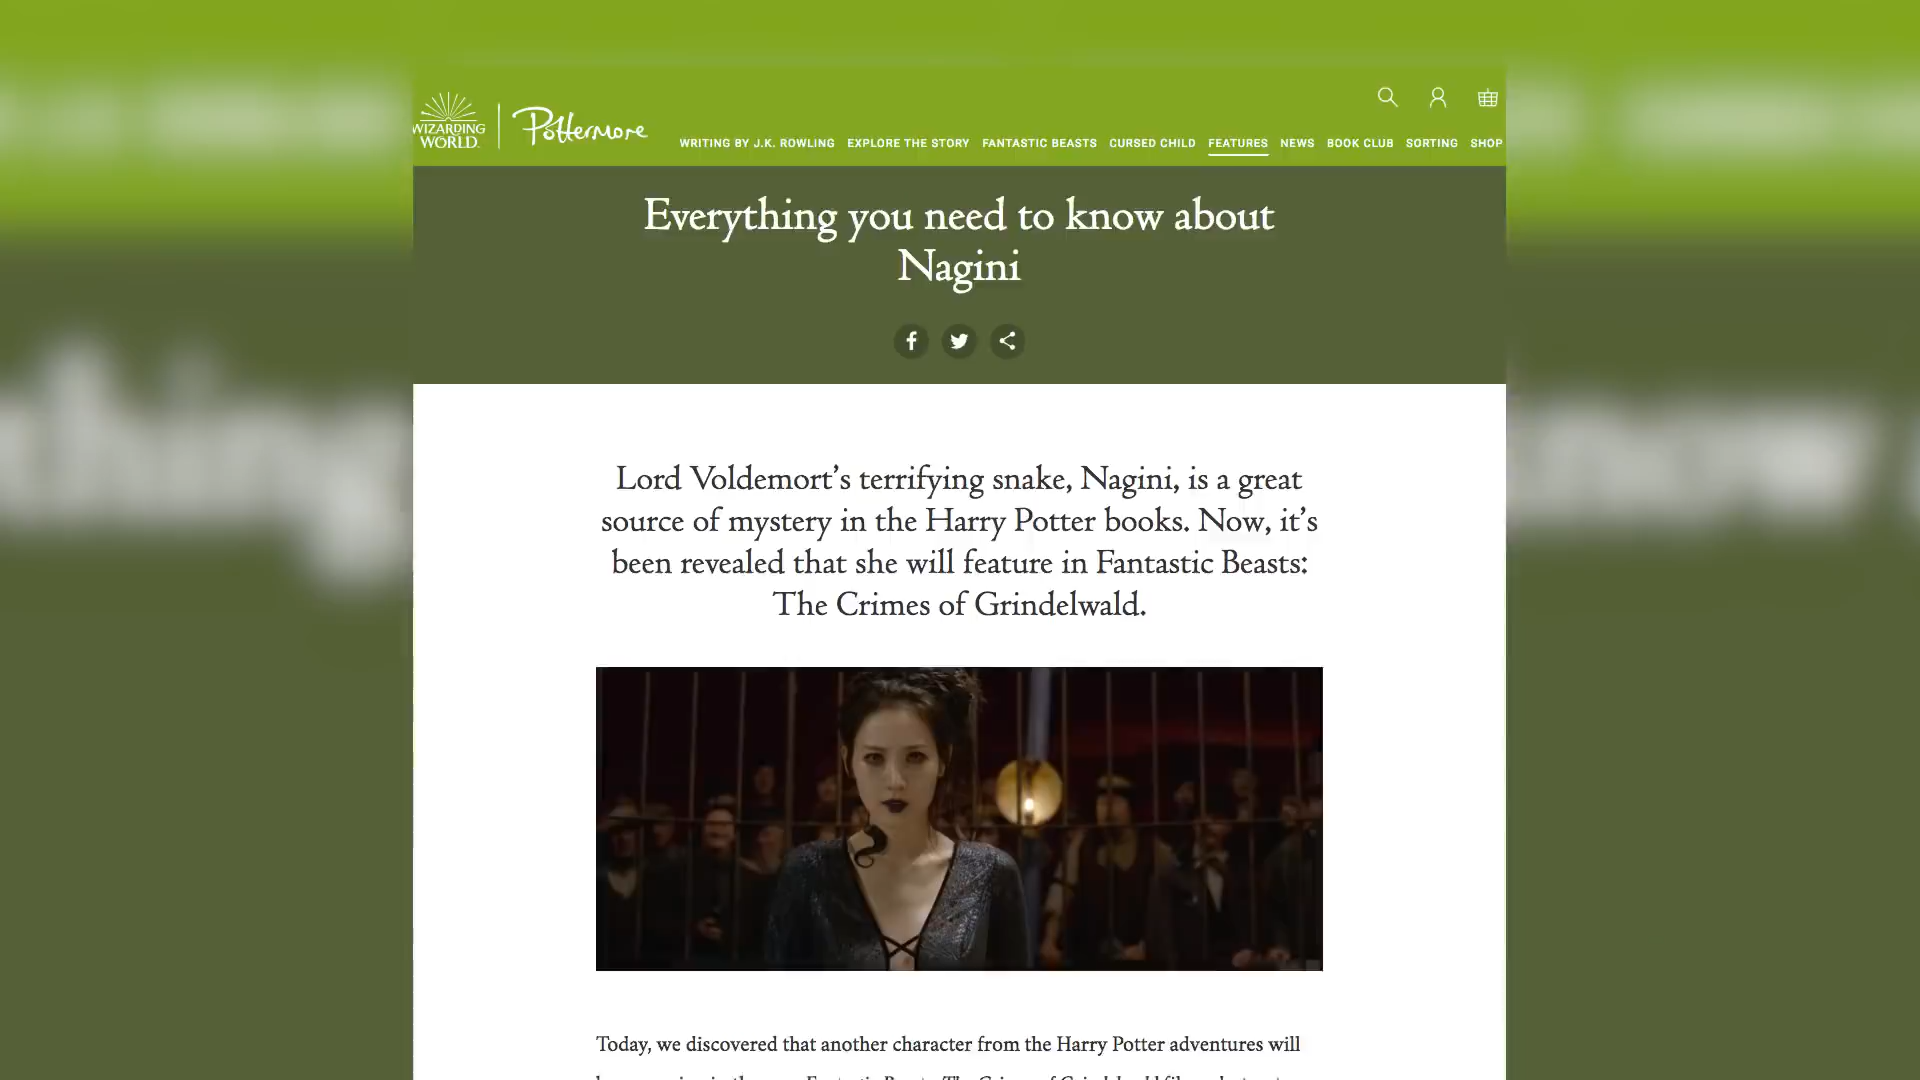 WIZARDING
WORLD
Pottermore
WRITING BY J.K. ROWLING EXPLORE THE STORY FANTASTIC BEASTS CURSED CHILD FEATURES NEWS BOOK CLUB SORTING SHOP
Everything you need to know about
Nagini
Lord Voldemort’s terrifying snake, Nagini, is a great
source of mystery in the Harry Potter books. Now, it’s
been revealed that she will feature in Fantastic Beasts:
The Crimes of Grindelwald.
Today, we discovered that another character from the Harry Potter adventures will